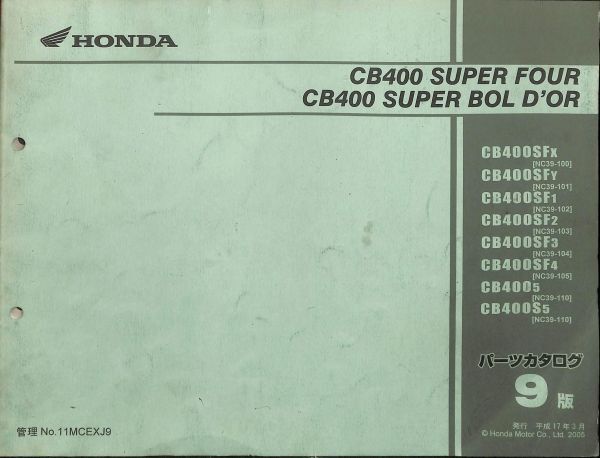 HONDA
CB400 SUPER FOUR
CB400 SUPER BOL D'OR
CB400SFX
[NC39-100]
CB400SFY
[NC39-101]
CB400SF1
[NC39-102]
CB400SF2
[NC39-103]
CB400SF3
[NC39-104]
CB400SF4
[NC39-105]
CB4005
[NC39-110]
CB400S5
[NC39-110]
パーツカタログ
9版
発行 平成17年3月
© Honda Motor Co., Ltd. 2005
管理 No.11MCEXJ9